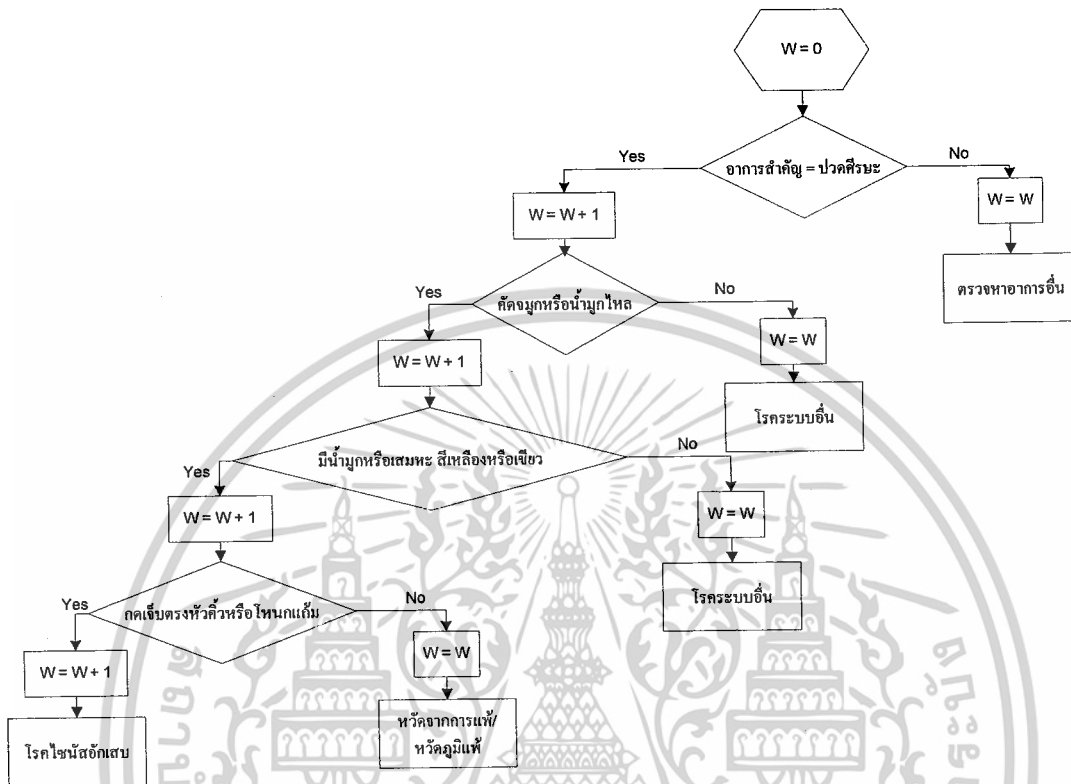 W = 0
อาการสำคัญ = ปวดศีรษะ
Yes
No
W = W + 1
W = W
ตรวจหาอาการอื่น
คัดจมูกหรือน้ำมูกไหล
Yes
No
W = W + 1
W = W
โรคระบบอื่น
มีน้ำมูกหรือเสมหะ สีเหลืองหรือเขียว
Yes
No
W = W + 1
W = W
โรคระบบอื่น
กดเจ็บตรงหัวคิ้วหรือโหนกแก้ม
Yes
No
W = W + 1
W = W
โรคไซนัสอักเสบ
หวัดจากการแพ้/
หวัดภูมิแพ้